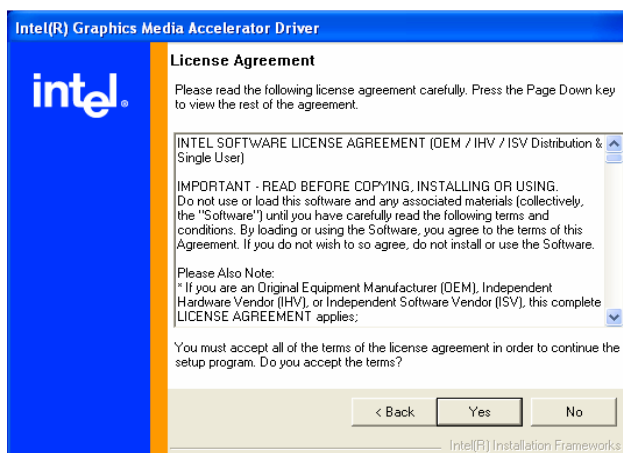 Intel(R) Graphics Media Accelerator Driver
intel®
License Agreement
Please read the following license agreement carefully. Press the Page Down key
to view the rest of the agreement.
INTEL SOFTWARE LICENSE AGREEMENT (OEM / IHV / ISV Distribution &
Single User)
IMPORTANT - READ BEFORE COPYING, INSTALLING OR USING.
Do not use or load this software and any associated materials (collectively,
the "Software") until you have carefully read the following terms and
conditions. By loading or using the Software, you agree to the terms of this
Agreement. If you do not wish to so agree, do not install or use the Software.
Please Also Note:
* If you are an Original Equipment Manufacturer (OEM), Independent
Hardware Vendor (IHV), or Independent Software Vendor (ISV), this complete
LICENSE AGREEMENT applies;
You must accept all of the terms of the license agreement in order to continue the
setup program. Do you accept the terms?
< Back Yes No
Intel(R) Installation Frameworks